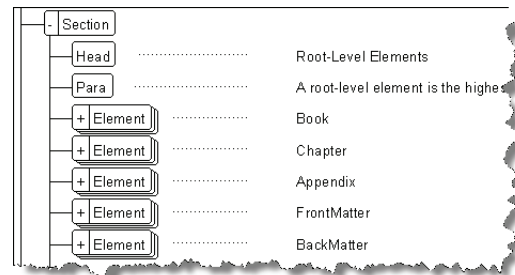 - Section
Head Root-Level Elements
Para A root-level element is the highes
+ Element Book
+ Element Chapter
+ Element Appendix
+ Element FrontMatter
+ Element BackMatter